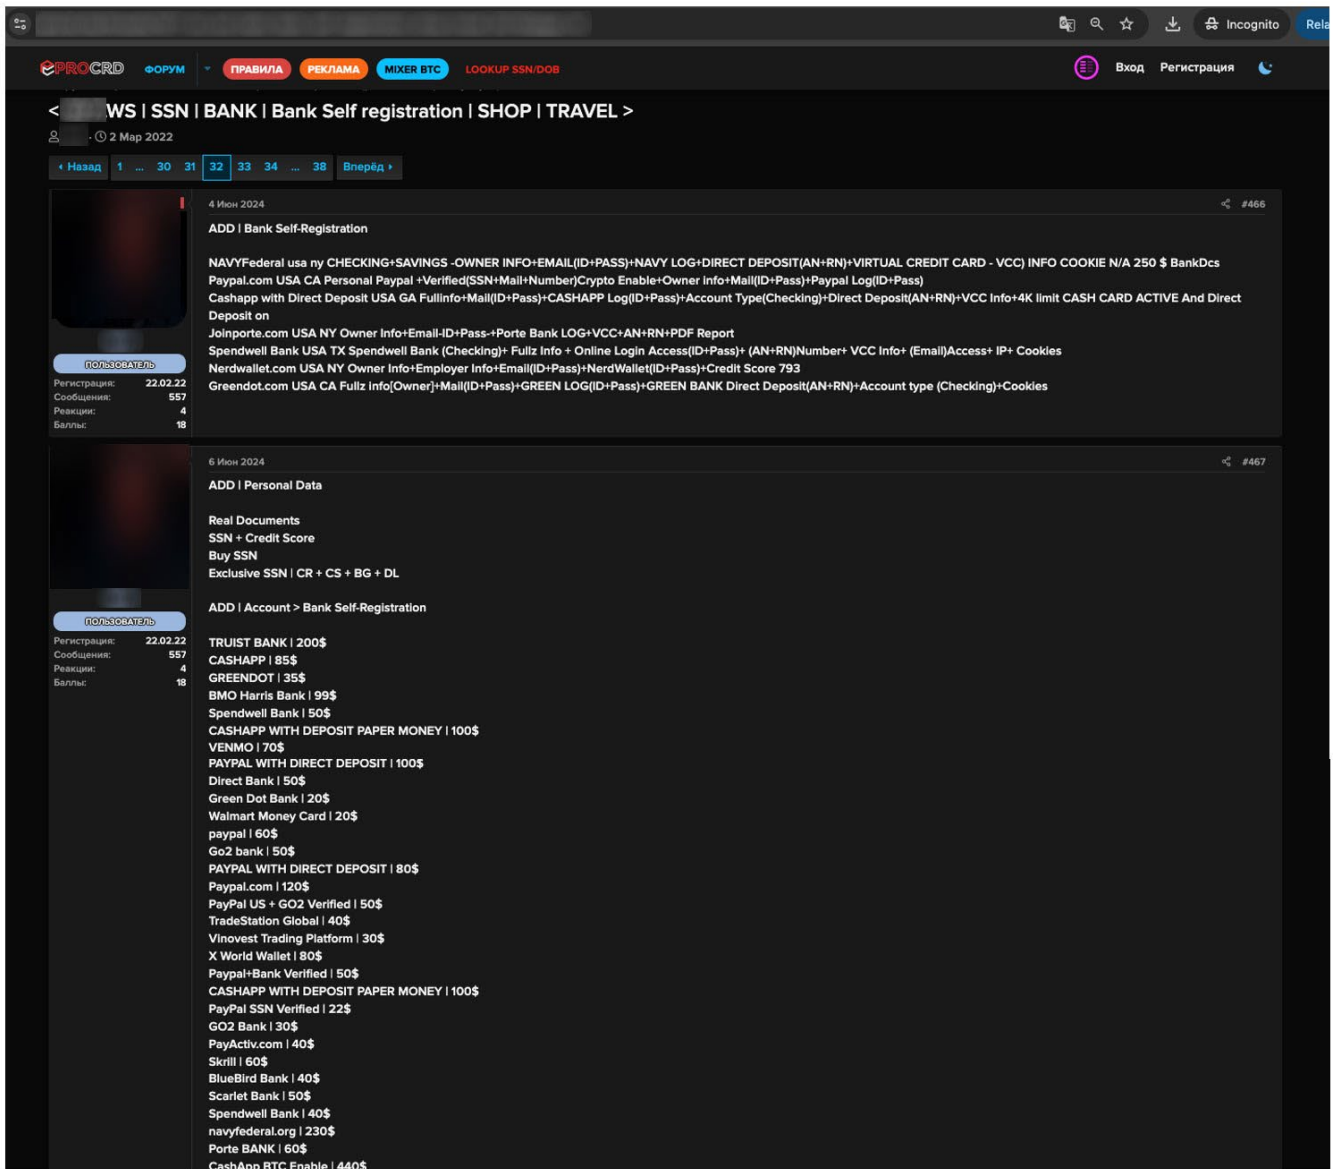 Incognito
Rela
PROCRD ФОРУМ ПРАВИЛА РЕКЛАМА MIXER BTC LOOKUP SSN/DOB Вход Регистрация
< WS | SSN | BANK | Bank Self registration | SHOP | TRAVEL >
2 Мар 2022
Назад 1 ... 30 31 32 33 34 ... 38 Вперёд
4 Июн 2024 #466
ADD | Bank Self-Registration
NAVYFederal usa ny CHECKING+SAVINGS -OWNER INFO+EMAIL(ID+PASS)+NAVY LOG+DIRECT DEPOSIT(AN+RN)+VIRTUAL CREDIT CARD - VCC) INFO COOKIE N/A 250 $ BankDcs
Paypal.com USA CA Personal Paypal +Verified(SSN+Mail+Number)Crypto Enable+Owner info+Mail(ID+Pass)+Paypal Log(ID+Pass)
Cashapp with Direct Deposit USA GA Fullinfo+Mail(ID+Pass)+CASHAPP Log(ID+Pass)+Account Type(Checking)+Direct Deposit(AN+RN)+VCC Info+4K limit CASH CARD ACTIVE And Direct
Deposit on
Joinporte.com USA NY Owner Info+Email-ID+Pass-+Porte Bank LOG+VCC+AN+RN+PDF Report
Spendwell Bank USA TX Spendwell Bank (Checking)+ Fullz Info + Online Login Access(ID+Pass)+ (AN+RN)Number+ VCC Info+ (Email)Access+ IP+ Cookies
Nerdwallet.com USA NY Owner Info+Employer Info+Email(ID+Pass)+NerdWallet(ID+Pass)+Credit Score 793
Greendot.com USA CA Fullz info[Owner]+Mail(ID+Pass)+GREEN LOG(ID+Pass)+GREEN BANK Direct Deposit(AN+RN)+Account type (Checking)+Cookies
ПОЛЬЗОВАТЕЛЬ
Регистрация: 22.02.22
Сообщения: 557
Реакции: 4
Баллы: 18
6 Июн 2024 #467
ADD | Personal Data
Real Documents
SSN + Credit Score
Buy SSN
Exclusive SSN | CR + CS + BG + DL
ADD | Account > Bank Self-Registration
ПОЛЬЗОВАТЕЛЬ
Регистрация: 22.02.22
Сообщения: 557
Реакции: 4
Баллы: 18
TRUIST BANK | 200$
CASHAPP | 85$
GREENDOT | 35$
BMO Harris Bank | 99$
Spendwell Bank | 50$
CASHAPP WITH DEPOSIT PAPER MONEY | 100$
VENMO | 70$
PAYPAL WITH DIRECT DEPOSIT | 100$
Direct Bank | 50$
Green Dot Bank | 20$
Walmart Money Card | 20$
paypal | 60$
Go2 bank | 50$
PAYPAL WITH DIRECT DEPOSIT | 80$
Paypal.com | 120$
PayPal US + GO2 Verified | 50$
TradeStation Global | 40$
Vinovest Trading Platform | 30$
X World Wallet | 80$
Paypal+Bank Verified | 50$
CASHAPP WITH DEPOSIT PAPER MONEY | 100$
PayPal SSN Verified | 22$
GO2 Bank | 30$
PayActiv.com | 40$
Skrill | 60$
BlueBird Bank | 40$
Scarlet Bank | 50$
Spendwell Bank | 40$
navyfederal.org | 230$
Porte BANK | 60$
CashApp BTC Enable | 440$